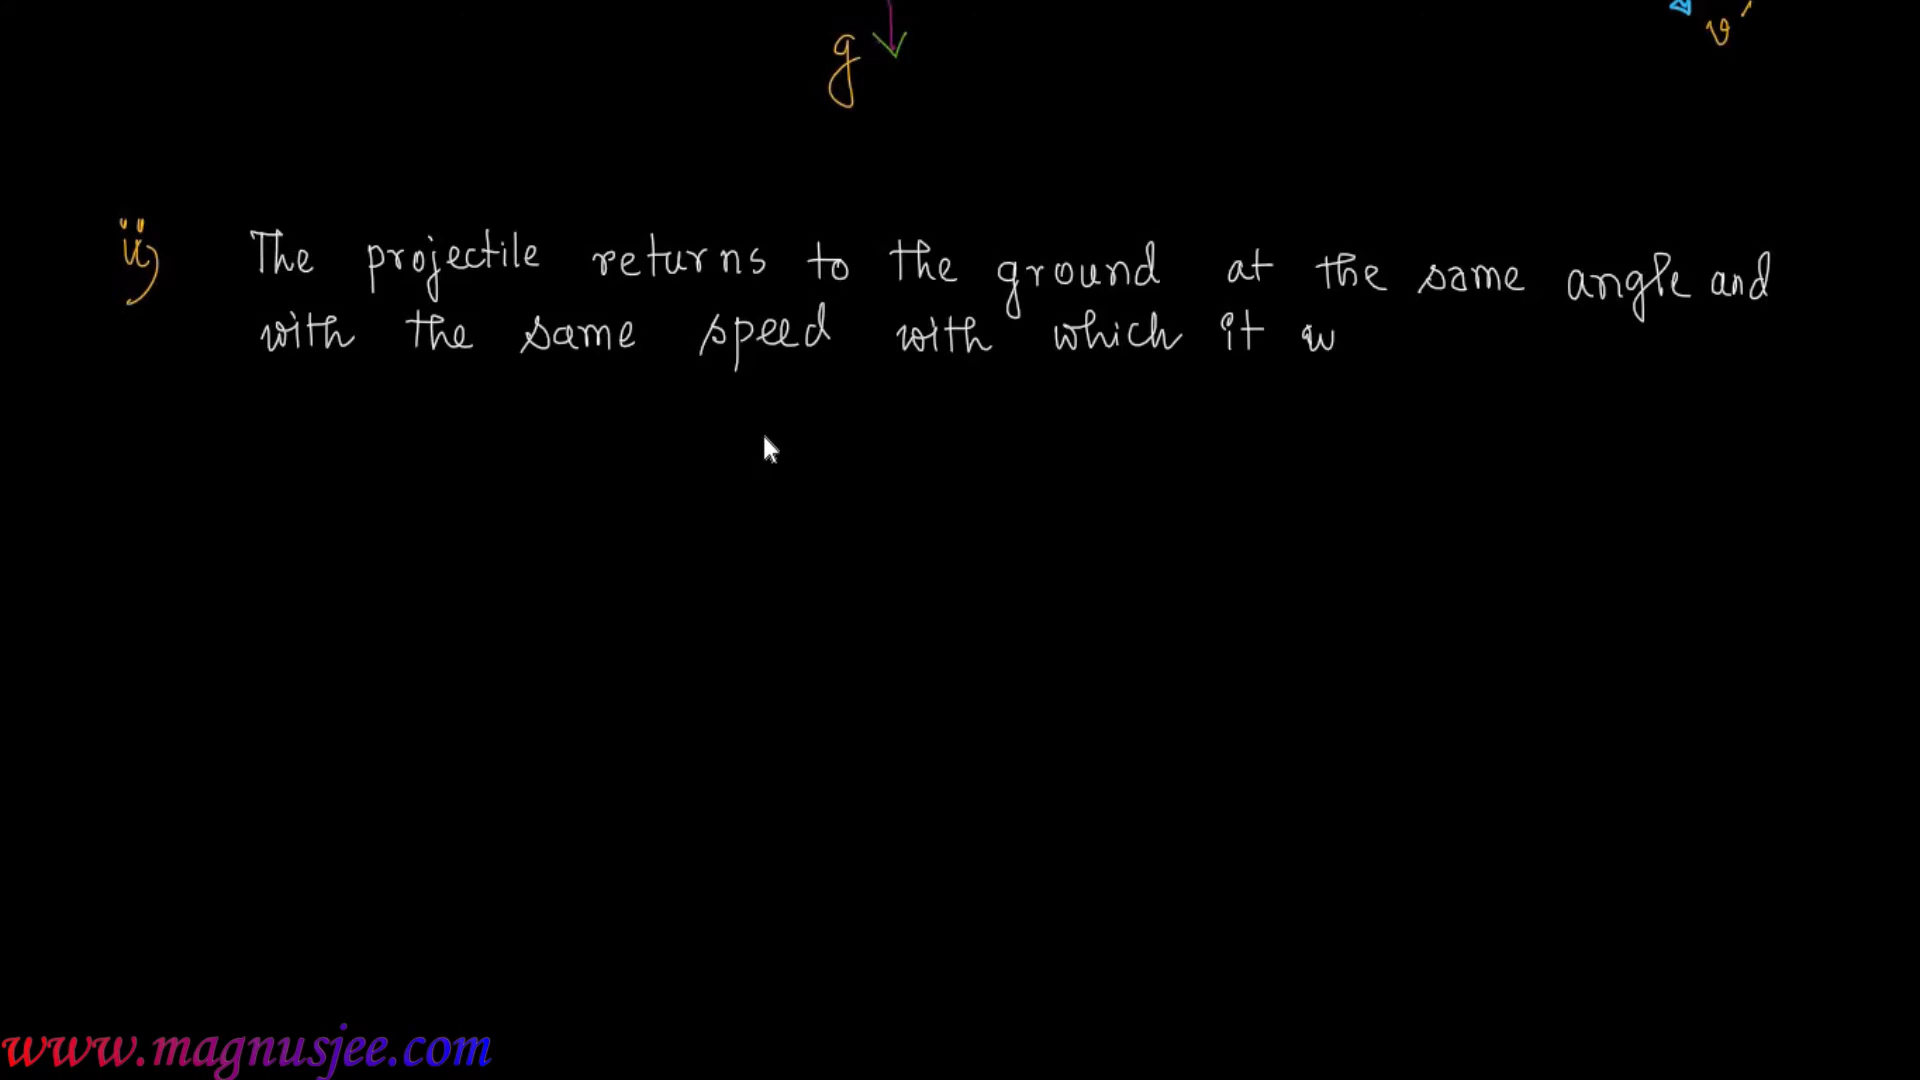 g
v
ii) The projectile returns to the ground at the same angle and
with the same speed with which it w
www.magnusjee.com